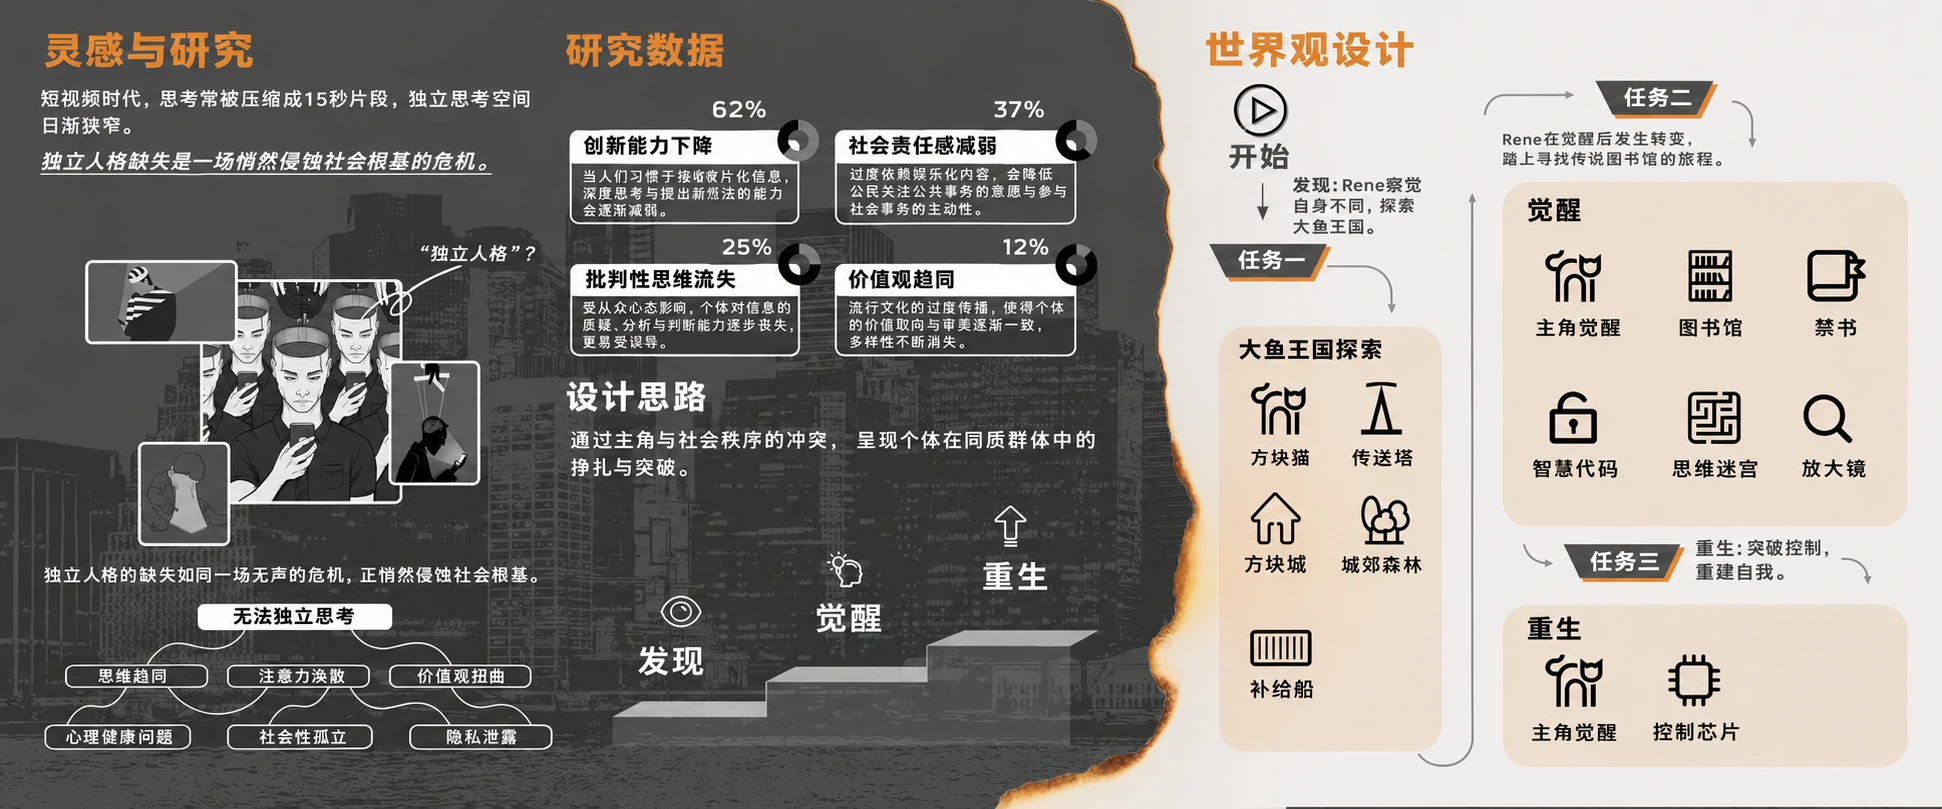 灵感与研究
短视频时代，思考常被压缩成15秒片段，独立思考空间
日渐狭窄。
独立人格缺失是一场悄然侵蚀社会根基的危机。
“独立人格”？
独立人格的缺失如同一场无声的危机，正悄然侵蚀社会根基。
无法独立思考
思维趋同
注意力涣散
价值观扭曲
心理健康问题
社会性孤立
隐私泄露
研究数据
62%
创新能力下降
当人们习惯于接收片化信息，
深度思考与提出新法的能力
会逐渐减弱。
37%
社会责任感减弱
过度依赖娱乐化内容，会降低
公民关注公共事务的意愿与参与
社会事务的主动性。
25%
批判性思维流失
受从众心态影响，个体对信息的
质疑、分析与判断能力逐步丧失，
更易受误导。
12%
价值观趋同
流行文化的过度传播，使得个体
的价值取向与审美逐渐一致，
多样性不断消失。
设计思路
通过主角与社会秩序的冲突，呈现个体在同质群体中的
挣扎与突破。
发现
觉醒
重生
世界观设计
开始
发现：Rene察觉
自身不同，探索
大鱼王国。
任务一
大鱼王国探索
方块猫
传送塔
方块城
城郊森林
补给船
任务二
Rene在觉醒后发生转变，
踏上寻找传说图书馆的旅程。
觉醒
主角觉醒
图书馆
禁书
智慧代码
思维迷宫
放大镜
任务三
重生：突破控制，
重建自我。
重生
主角觉醒
控制芯片